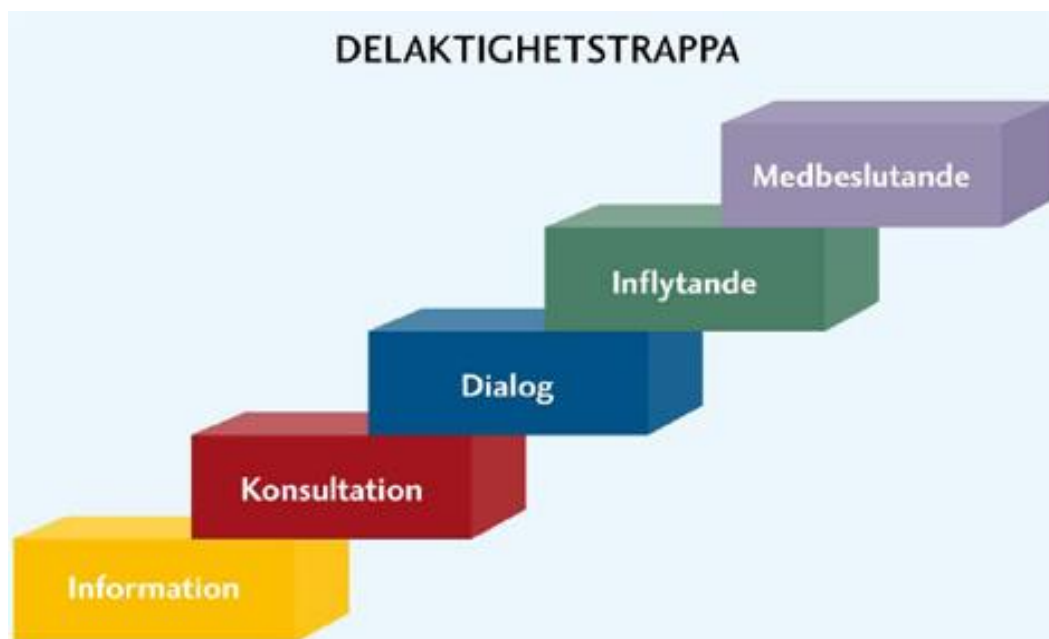 DELAKTIGHETSTRAPPA
Medbeslutande
Inflytande
Dialog
Konsultation
Information